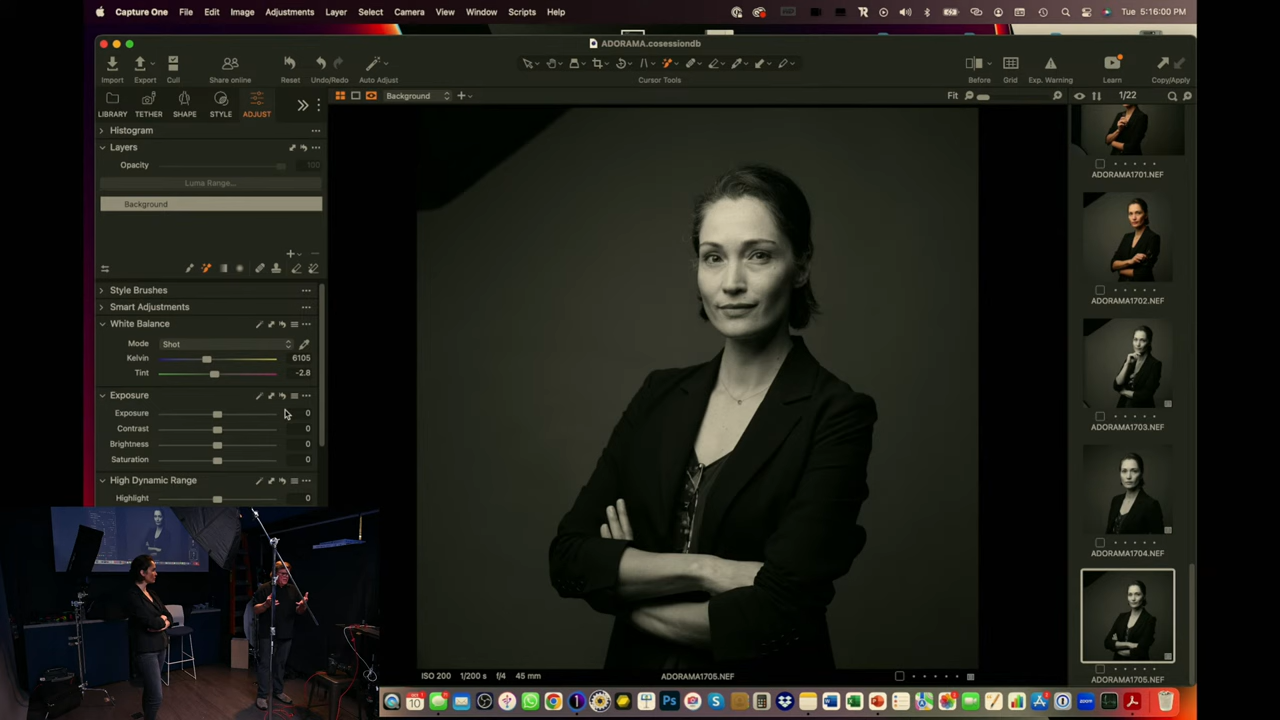 Capture One File Edit Image Adjustments Layer Select Camera View Window Scripts Help Tue 5:16:00 PM
ADORAMA.cosessiondb
Import Export Cull Share online Reset Undo/Redo Auto Adjust Cursor Tools Before Grid Exp. Warning Learn Copy/Apply
LIBRARY TETHER SHAPE STYLE ADJUST
Background
Fit
1/22
Histogram
Layers
Opacity 100
Luma Range...
Background
Style Brushes
Smart Adjustments
White Balance
Mode Shot
Kelvin 6105
Tint -2.8
Exposure
Exposure 0
Contrast 0
Brightness 0
Saturation 0
High Dynamic Range
Highlight 0
ISO 200 1/200 s f/4 45 mm
ADORAMA1705.NEF
ADORAMA1701.NEF
ADORAMA1702.NEF
ADORAMA1703.NEF
ADORAMA1704.NEF
ADORAMA1705.NEF
Ps